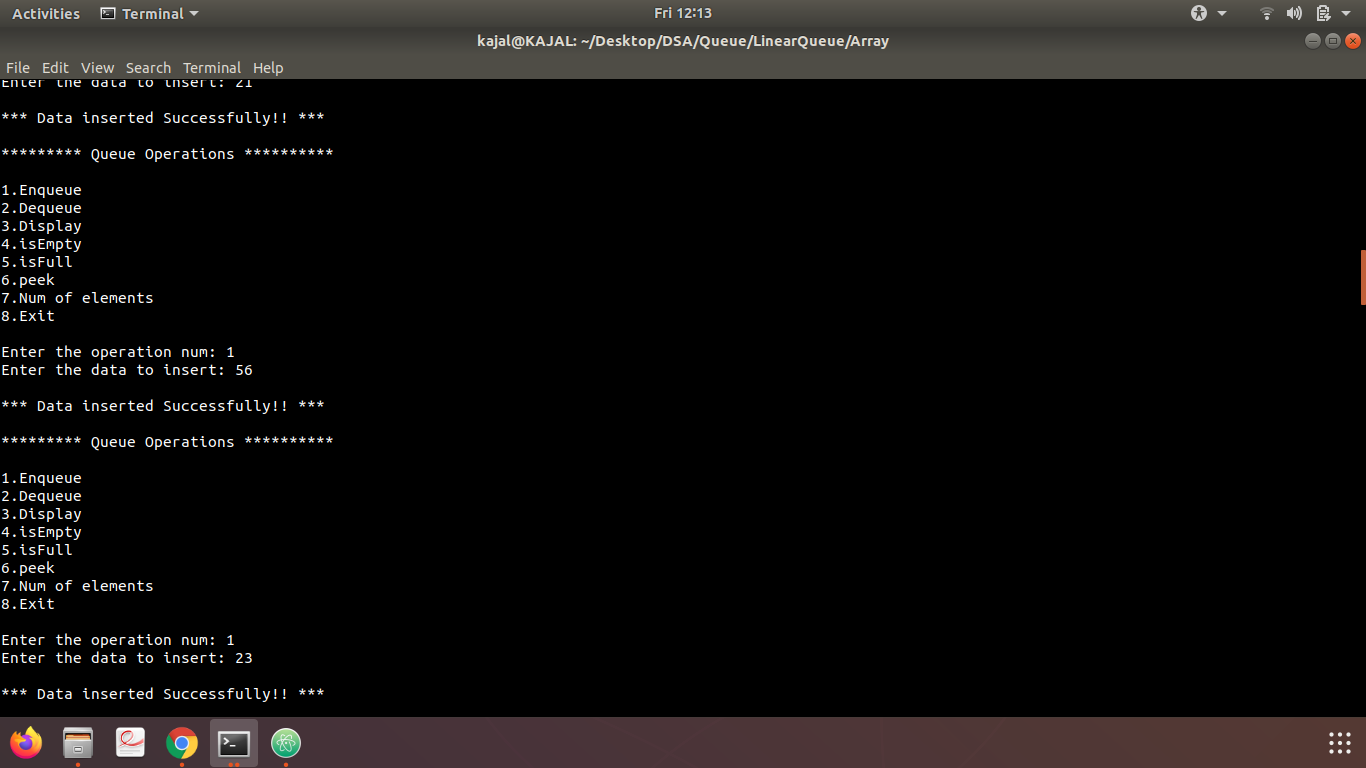 Activities Terminal Fri 12:13
kajal@KAJAL: ~/Desktop/DSA/Queue/LinearQueue/Array
File Edit View Search Terminal Help
Enter the data to insert: 21
*** Data inserted Successfully!! ***
********* Queue Operations **********
1.Enqueue
2.Dequeue
3.Display
4.isEmpty
5.isFull
6.peek
7.Num of elements
8.Exit
Enter the operation num: 1
Enter the data to insert: 56
*** Data inserted Successfully!! ***
********* Queue Operations **********
1.Enqueue
2.Dequeue
3.Display
4.isEmpty
5.isFull
6.peek
7.Num of elements
8.Exit
Enter the operation num: 1
Enter the data to insert: 23
*** Data inserted Successfully!! ***